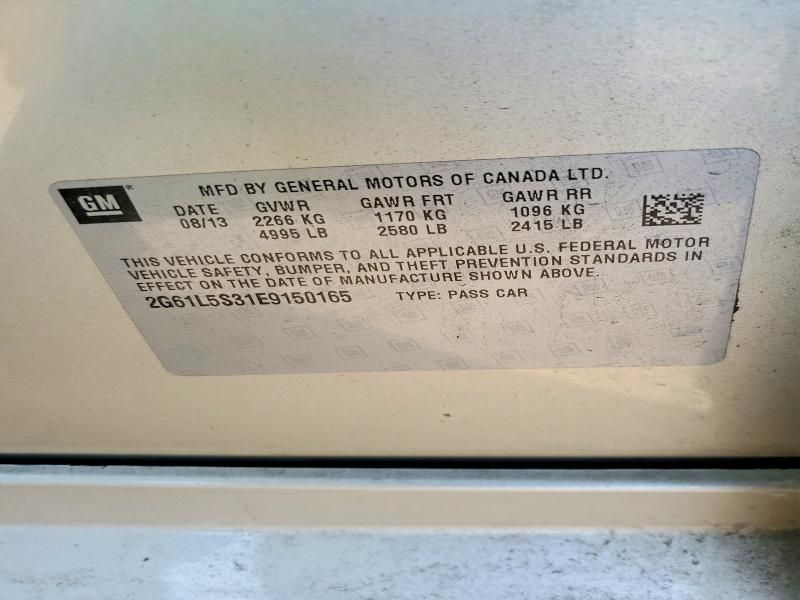 GM®
MFD BY GENERAL MOTORS OF CANADA LTD.
DATE GVWR GAWR FRT GAWR RR
08/13 2266 KG 1170 KG 1096 KG
4995 LB 2580 LB 2415 LB
THIS VEHICLE CONFORMS TO ALL APPLICABLE U.S. FEDERAL MOTOR
VEHICLE SAFETY, BUMPER, AND THEFT PREVENTION STANDARDS IN
EFFECT ON THE DATE OF MANUFACTURE SHOWN ABOVE.
2G61L5S31E9150165 TYPE: PASS CAR